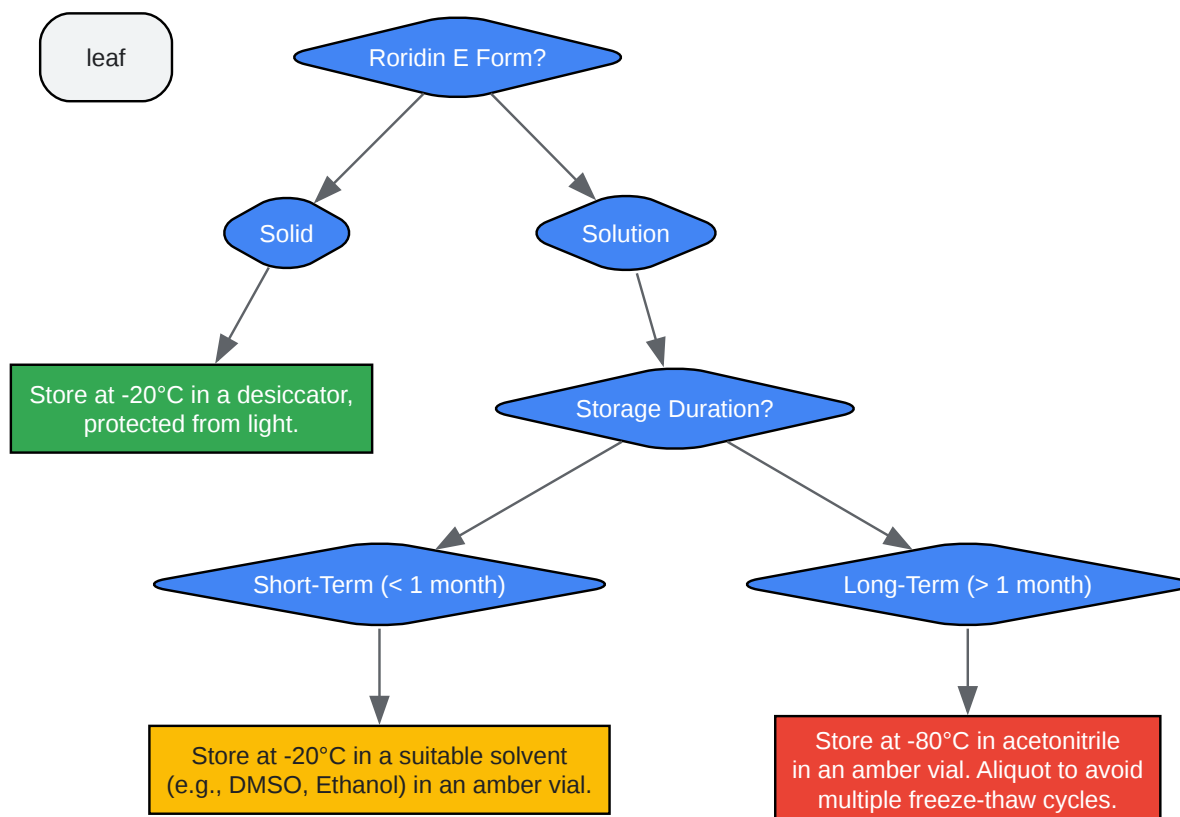 leaf
Roridin E Form?
Solid
Solution
Store at -20°C in a desiccator,
protected from light.
Storage Duration?
Short-Term (< 1 month)
Long-Term (> 1 month)
Store at -20°C in a suitable solvent
(e.g., DMSO, Ethanol) in an amber vial.
Store at -80°C in acetonitrile
in an amber vial. Aliquot to avoid
multiple freeze-thaw cycles.